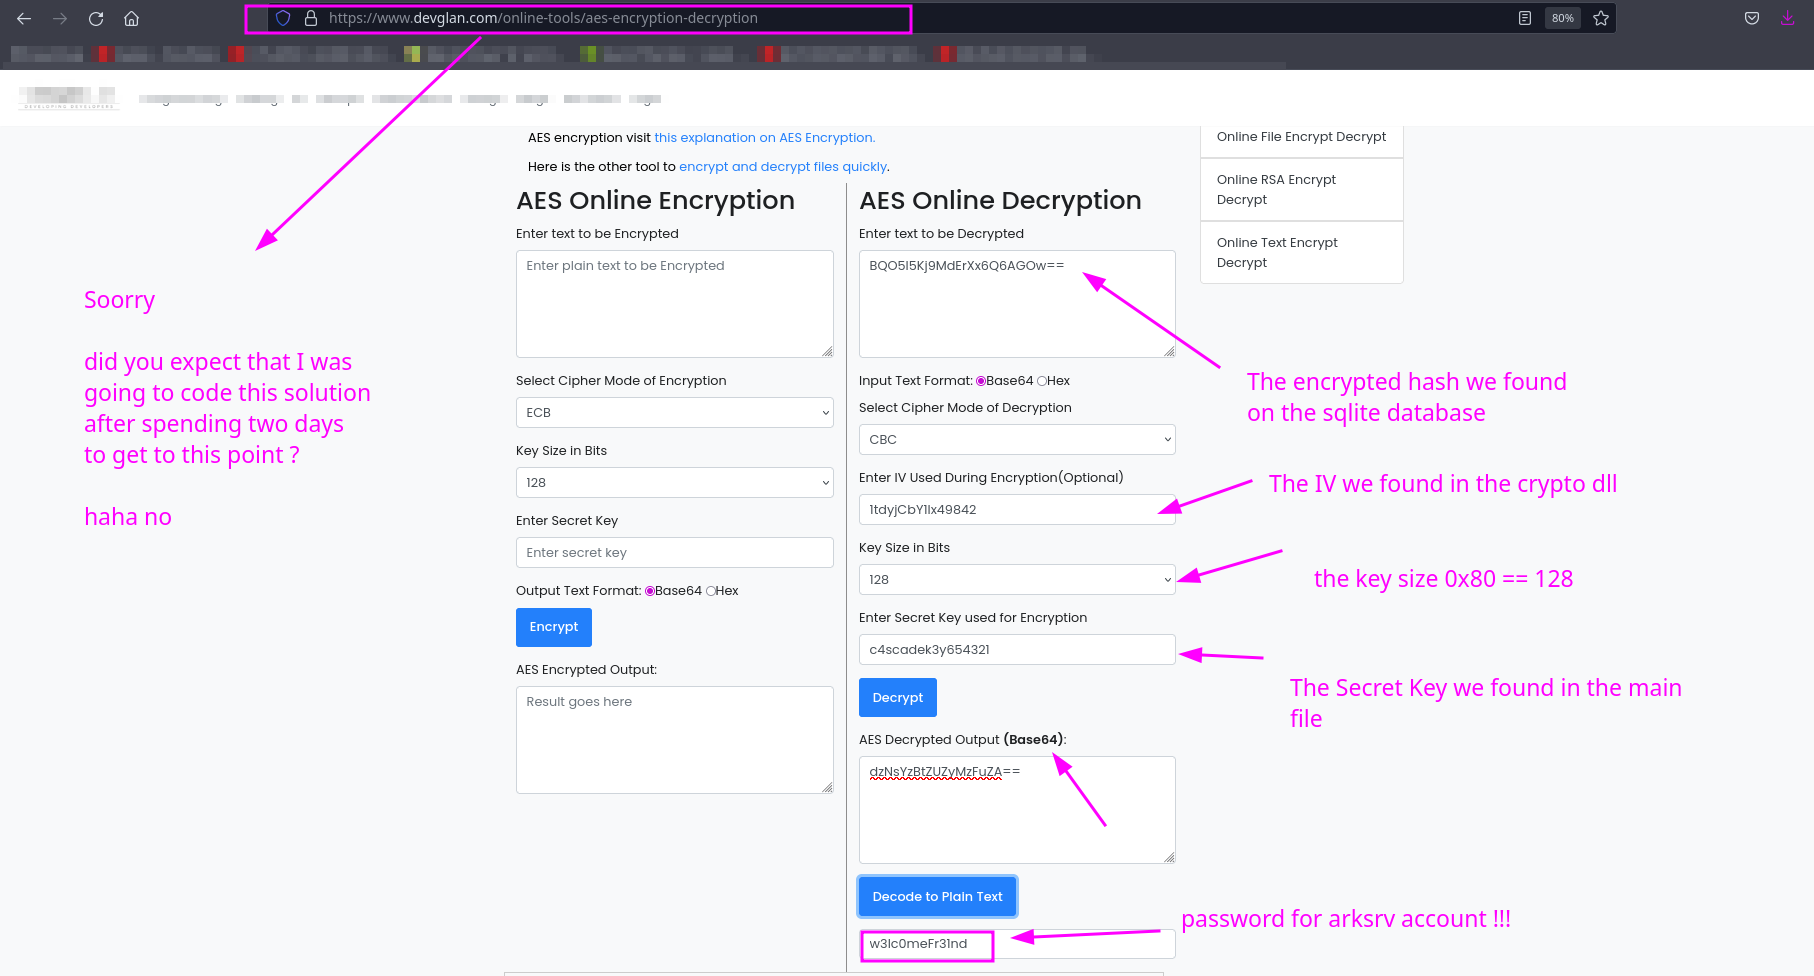 https://www.devglan.com/online-tools/aes-encryption-decryption
80%
DEVELOPING DEVELOPERS
AES encryption visit this explanation on AES Encryption.
Here is the other tool to encrypt and decrypt files quickly.
Online File Encrypt Decrypt
Online RSA Encrypt
Decrypt
Online Text Encrypt
Decrypt
AES Online Encryption
Enter text to be Encrypted
Enter plain text to be Encrypted
Select Cipher Mode of Encryption
ECB
Key Size in Bits
128
Enter Secret Key
Enter secret key
Output Text Format: Base64 Hex
Encrypt
AES Encrypted Output:
Result goes here
AES Online Decryption
Enter text to be Decrypted
BQO5l5Kj9MdErXx6Q6AGOw==
Input Text Format: Base64 Hex
Select Cipher Mode of Decryption
CBC
Enter IV Used During Encryption(Optional)
1tdyjCbY1Ix49842
Key Size in Bits
128
Enter Secret Key used for Encryption
c4scadek3y654321
Decrypt
AES Decrypted Output (Base64):
dzNsYzBtZUZyMzFuZA==
Decode to Plain Text
w3lc0meFr31nd
Soorry
did you expect that I was
going to code this solution
after spending two days
to get to this point ?
haha no
The encrypted hash we found
on the sqlite database
The IV we found in the crypto dll
the key size 0x80 == 128
The Secret Key we found in the main
file
password for arksrv account !!!